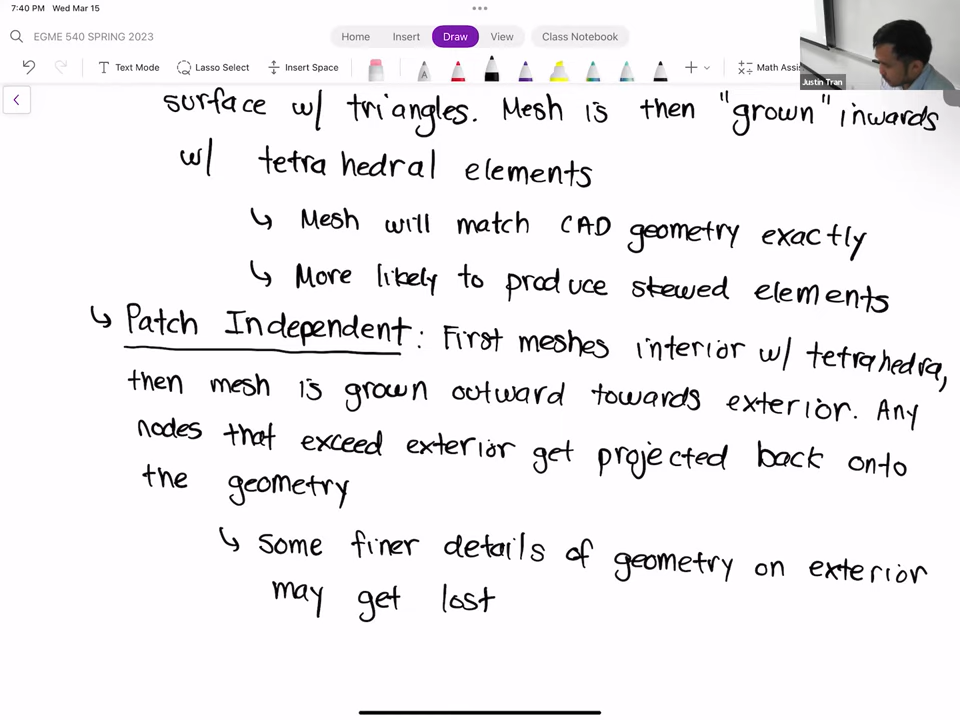 7:40 PM Wed Mar 15
EGME 540 SPRING 2023
Home Insert Draw View Class Notebook
Text Mode Lasso Select Insert Space Math Assis
Justin Tran
surface w/ triangles. Mesh is then "grown" inwards
w/ tetrahedral elements
↳ Mesh will match CAD geometry exactly
↳ More likely to produce skewed elements
↳ Patch Independent: First meshes interior w/ tetrahedra,
then mesh is grown outward towards exterior. Any
nodes that exceed exterior get projected back onto
the geometry
↳ some finer details of geometry on exterior
may get lost